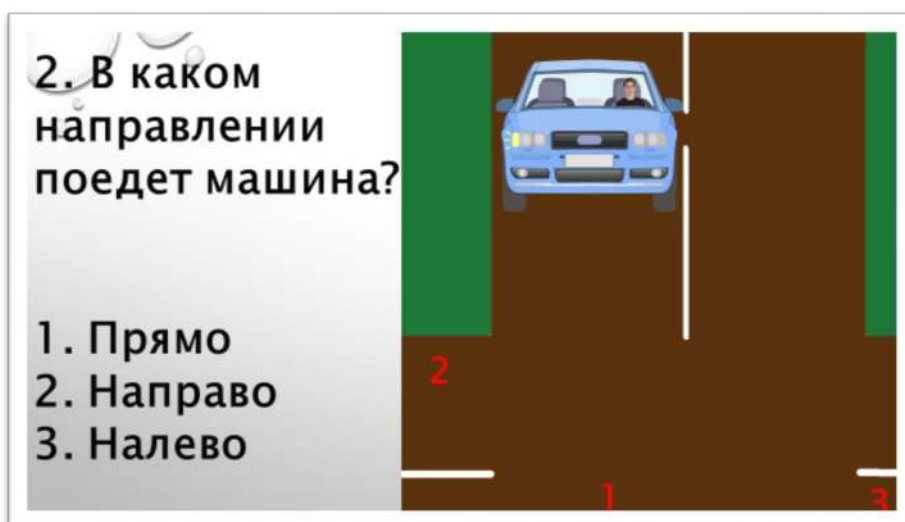 2. В каком
направлении
поедет машина?
1. Прямо
2. Направо
3. Налево
2
1
3